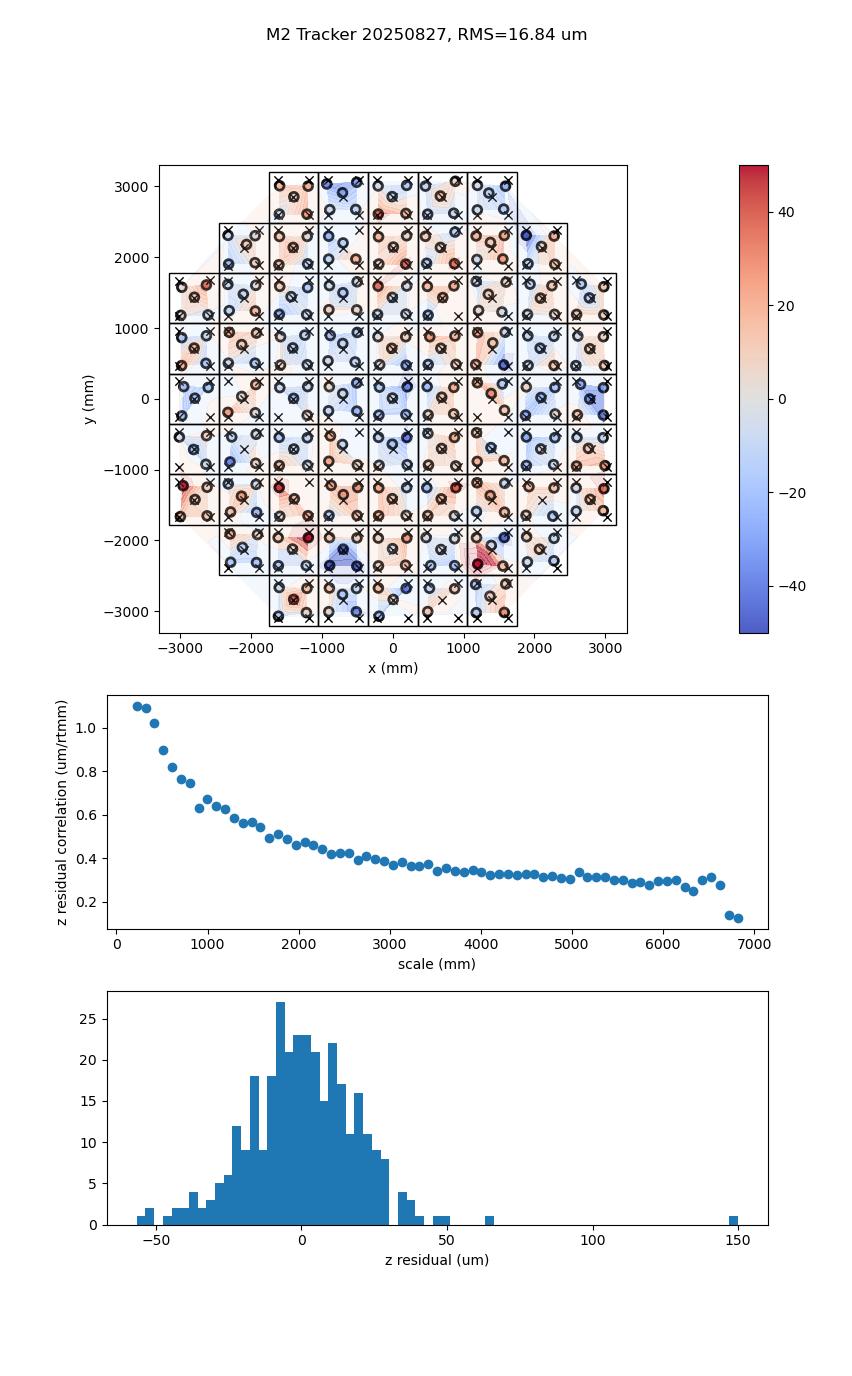 M2 Tracker 20250827, RMS=16.84 um
3000
2000
1000
0
−1000
−2000
−3000
y (mm)
−3000 −2000 −1000 0 1000 2000 3000
x (mm)
40
20
0
−20
−40
1.0
0.8
0.6
0.4
0.2
z residual correlation (um/rtmm)
0 1000 2000 3000 4000 5000 6000 7000
scale (mm)
25
20
15
10
5
0
−50 0 50 100 150
z residual (um)